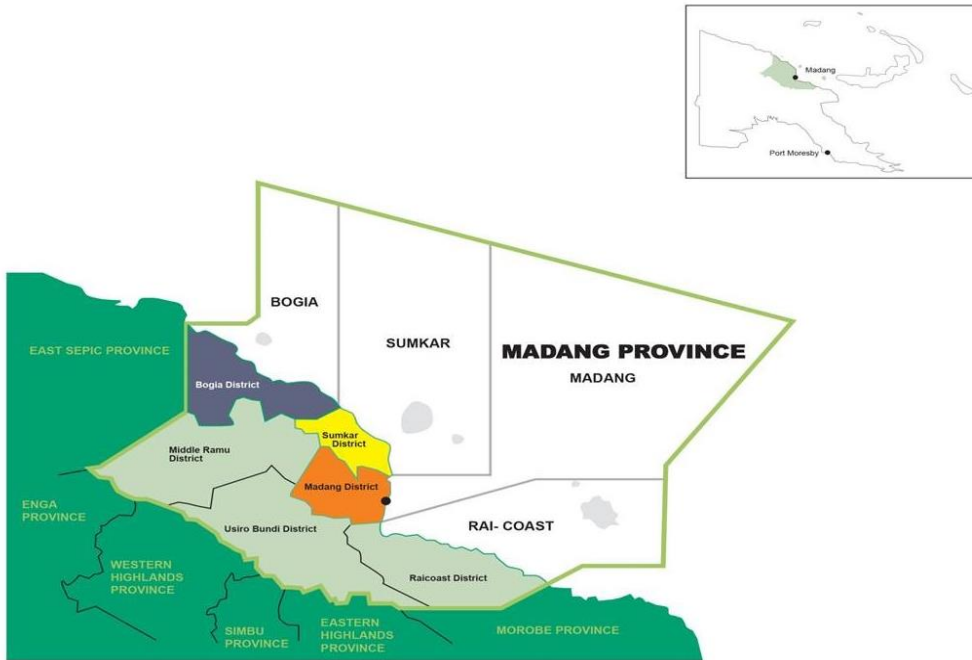 Madang
Port Moresby
BOGIA
SUMKAR
MADANG PROVINCE
MADANG
EAST SEPIC PROVINCE
Bogia District
Sumkar
District
Middle Ramu
District
Madang District
ENGA
PROVINCE
Usiro Bundi District
RAI- COAST
WESTERN
HIGHLANDS
PROVINCE
Raicoast District
SIMBU
PROVINCE
EASTERN
HIGHLANDS
PROVINCE
MOROBE PROVINCE